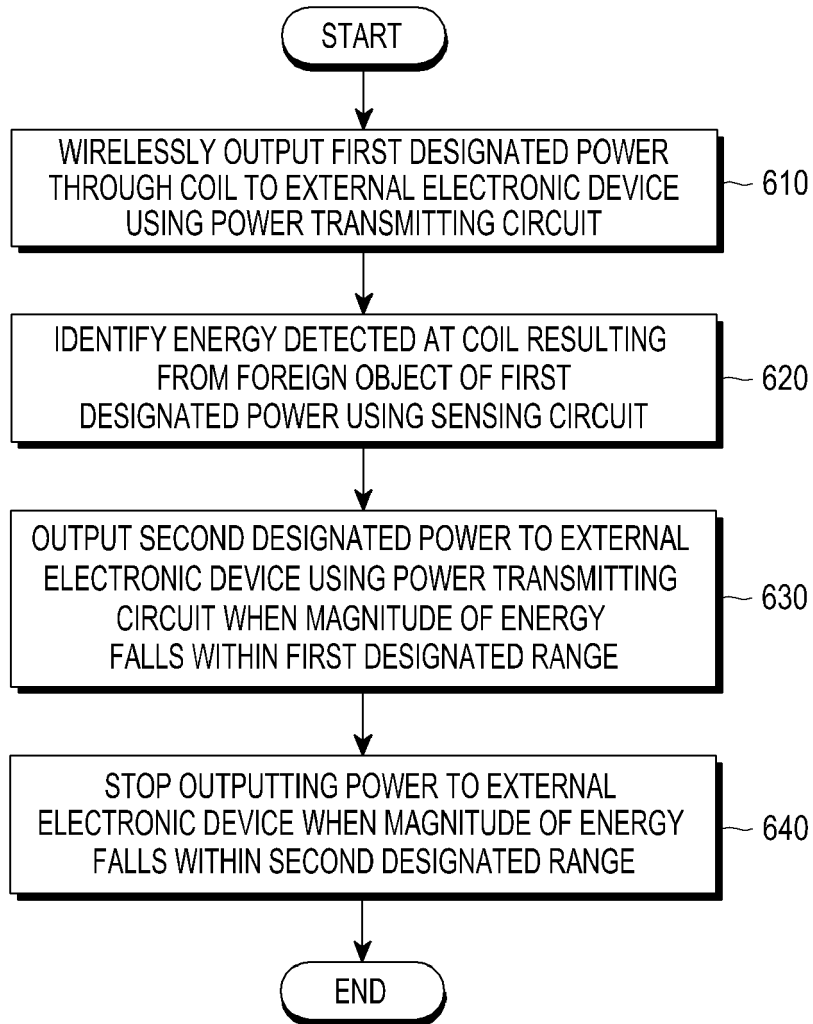 START
WIRELESSLY OUTPUT FIRST DESIGNATED POWER
THROUGH COIL TO EXTERNAL ELECTRONIC DEVICE
USING POWER TRANSMITTING CIRCUIT
610
IDENTIFY ENERGY DETECTED AT COIL RESULTING
FROM FOREIGN OBJECT OF FIRST
DESIGNATED POWER USING SENSING CIRCUIT
620
OUTPUT SECOND DESIGNATED POWER TO EXTERNAL
ELECTRONIC DEVICE USING POWER TRANSMITTING
CIRCUIT WHEN MAGNITUDE OF ENERGY
FALLS WITHIN FIRST DESIGNATED RANGE
630
STOP OUTPUTTING POWER TO EXTERNAL
ELECTRONIC DEVICE WHEN MAGNITUDE OF ENERGY
FALLS WITHIN SECOND DESIGNATED RANGE
640
END